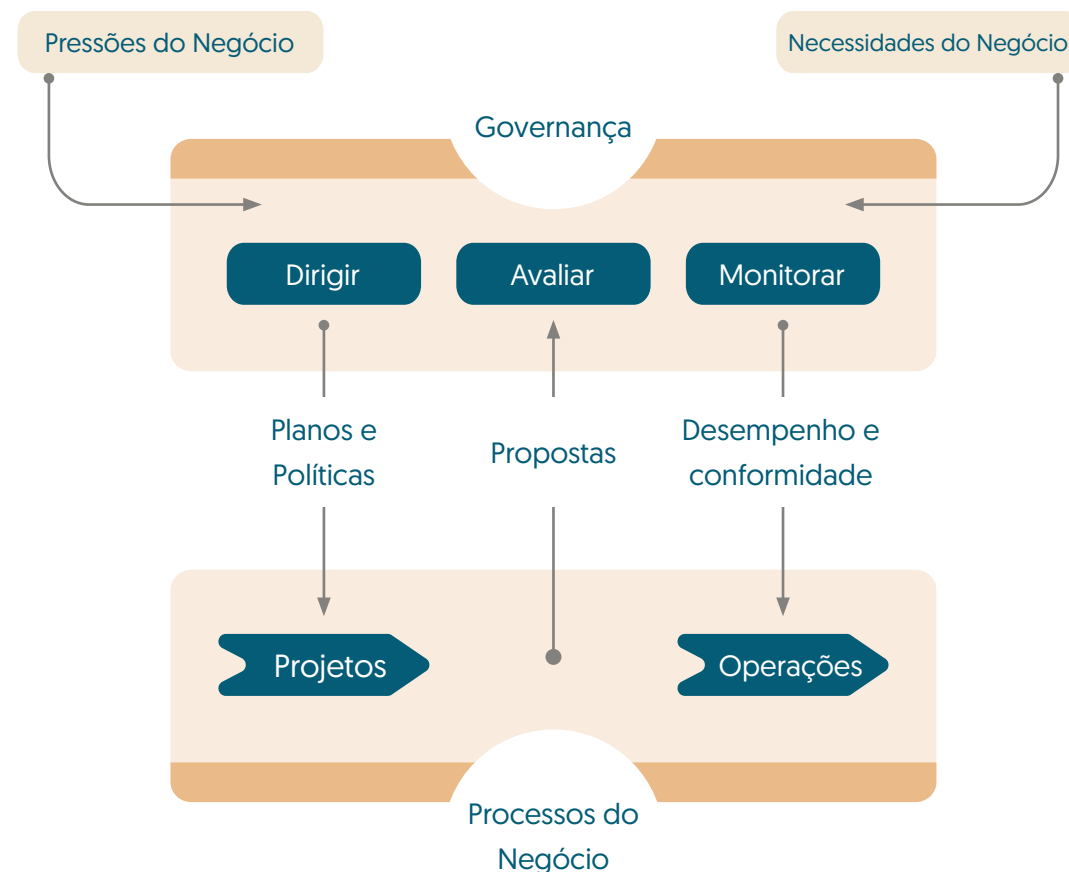 Pressões do Negócio
Necessidades do Negócio
Governança
Dirigir
Avaliar
Monitorar
Planos e
Políticas
Propostas
Desempenho e
conformidade
Projetos
Operações
Processos do
Negócio